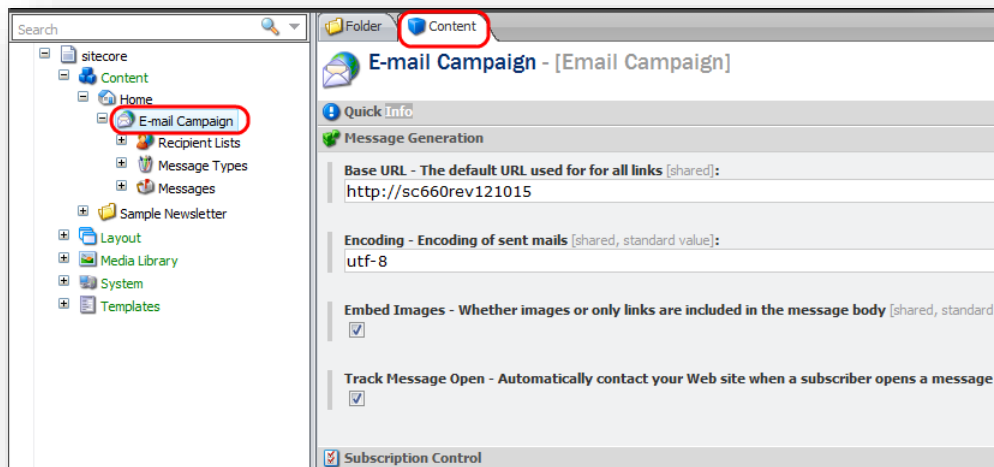 Search
sitecore
Content
Home
E-mail Campaign
Recipient Lists
Message Types
Messages
Sample Newsletter
Layout
Media Library
System
Templates
Folder
Content
E-mail Campaign - [Email Campaign]
Quick Info
Message Generation
Base URL - The default URL used for for all links [shared]:
http://sc660rev121015
Encoding - Encoding of sent mails [shared, standard value]:
utf-8
Embed Images - Whether images or only links are included in the message body [shared, standard
Track Message Open - Automatically contact your Web site when a subscriber opens a message
Subscription Control